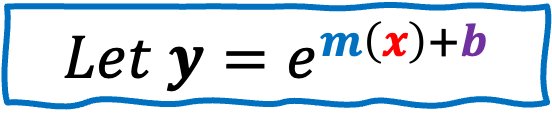 Let y = e^{m(x)+b}